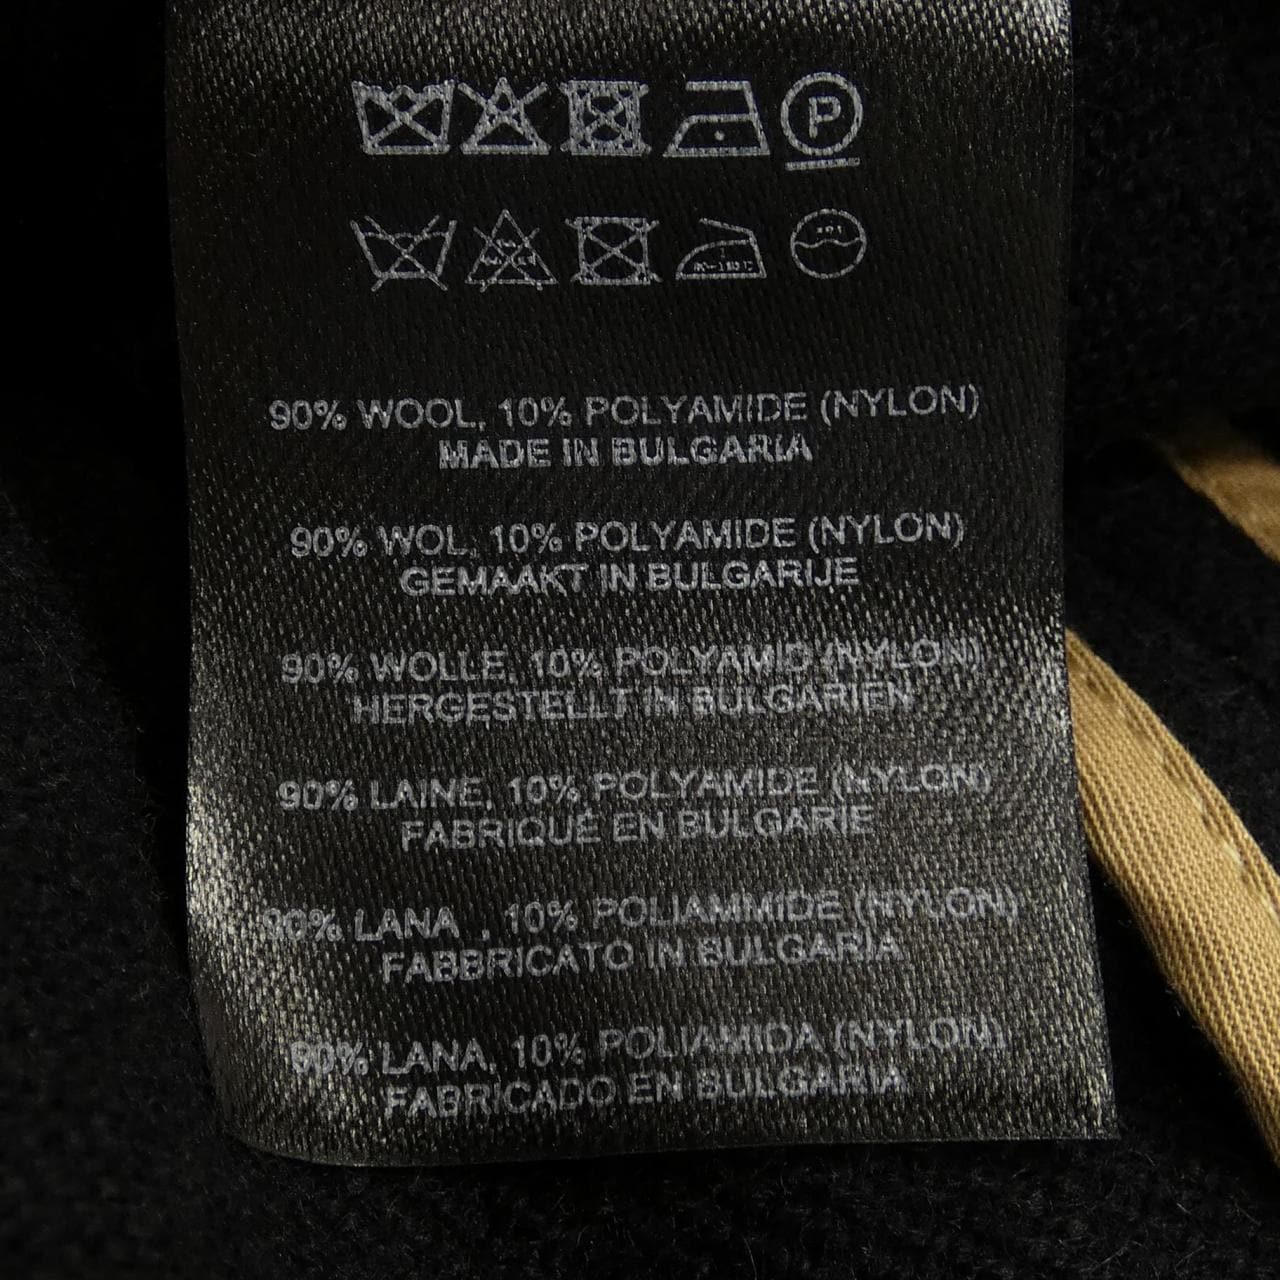 P
90% WOOL, 10% POLYAMIDE (NYLON)
MADE IN BULGARIA
90% WOL, 10% POLYAMIDE (NYLON)
GEMAAKT IN BULGARIJE
90% WOLLE, 10% POLYAMID (NYLON)
HERGESTELLT IN BULGARIEN
90% LAINE, 10% POLYAMIDE (NYLON)
FABRIQUE EN BULGARIE
90% LANA , 10% POLIAMMIDE (NYLON)
FABBRICATO IN BULGARIA
90% LANA, 10% POLIAMIDA (NYLON)
FABRICADO EN BULGARIA